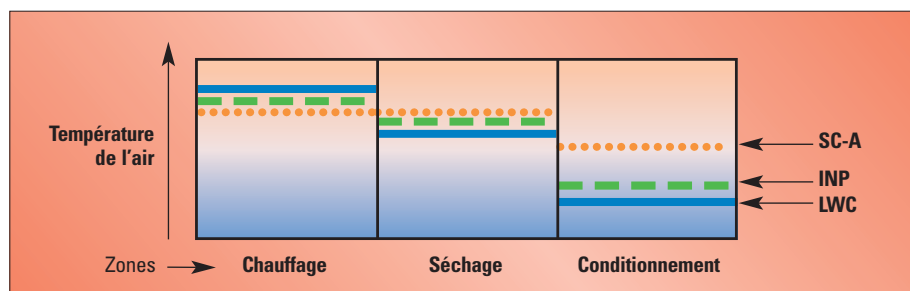 Température
de l'air
SC-A
INP
LWC
Zones
Chauffage
Séchage
Conditionnement